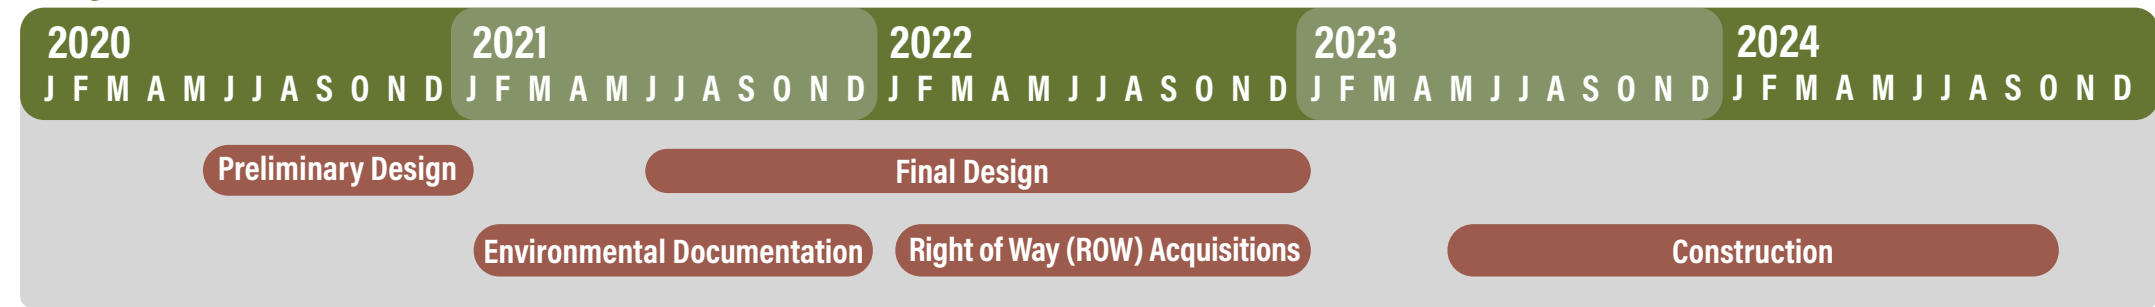 2020 2021 2022 2023 2024
J F M A M J J A S O N D J F M A M J J A S O N D J F M A M J J A S O N D J F M A M J J A S O N D J F M A M J J A S O N D
Preliminary Design Final Design
Environmental Documentation Right of Way (ROW) Acquisitions Construction